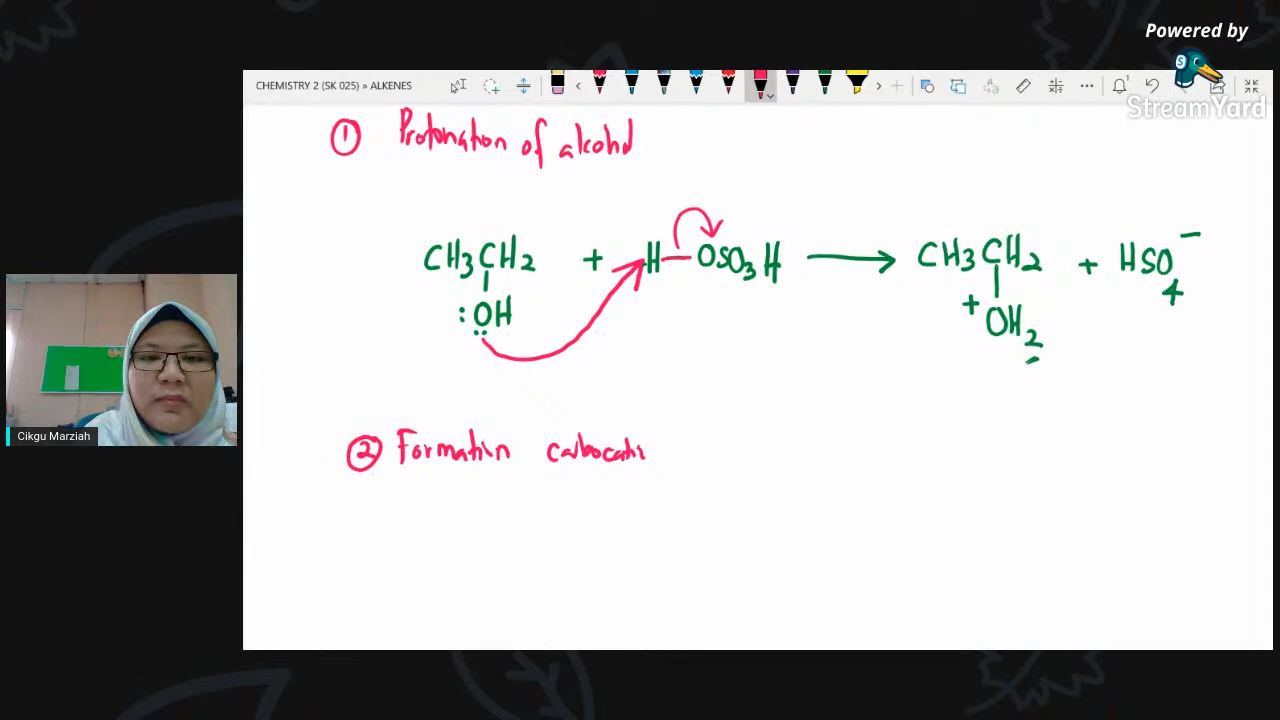 Powered by
StreamYard
CHEMISTRY 2 (SK 025) » ALKENES
① Protonation of alcohol
CH3CH2 + H—OSO3H → CH3CH2 + HSO4−
:OH + OH2
② Formation carbocati
Cikgu Marziah